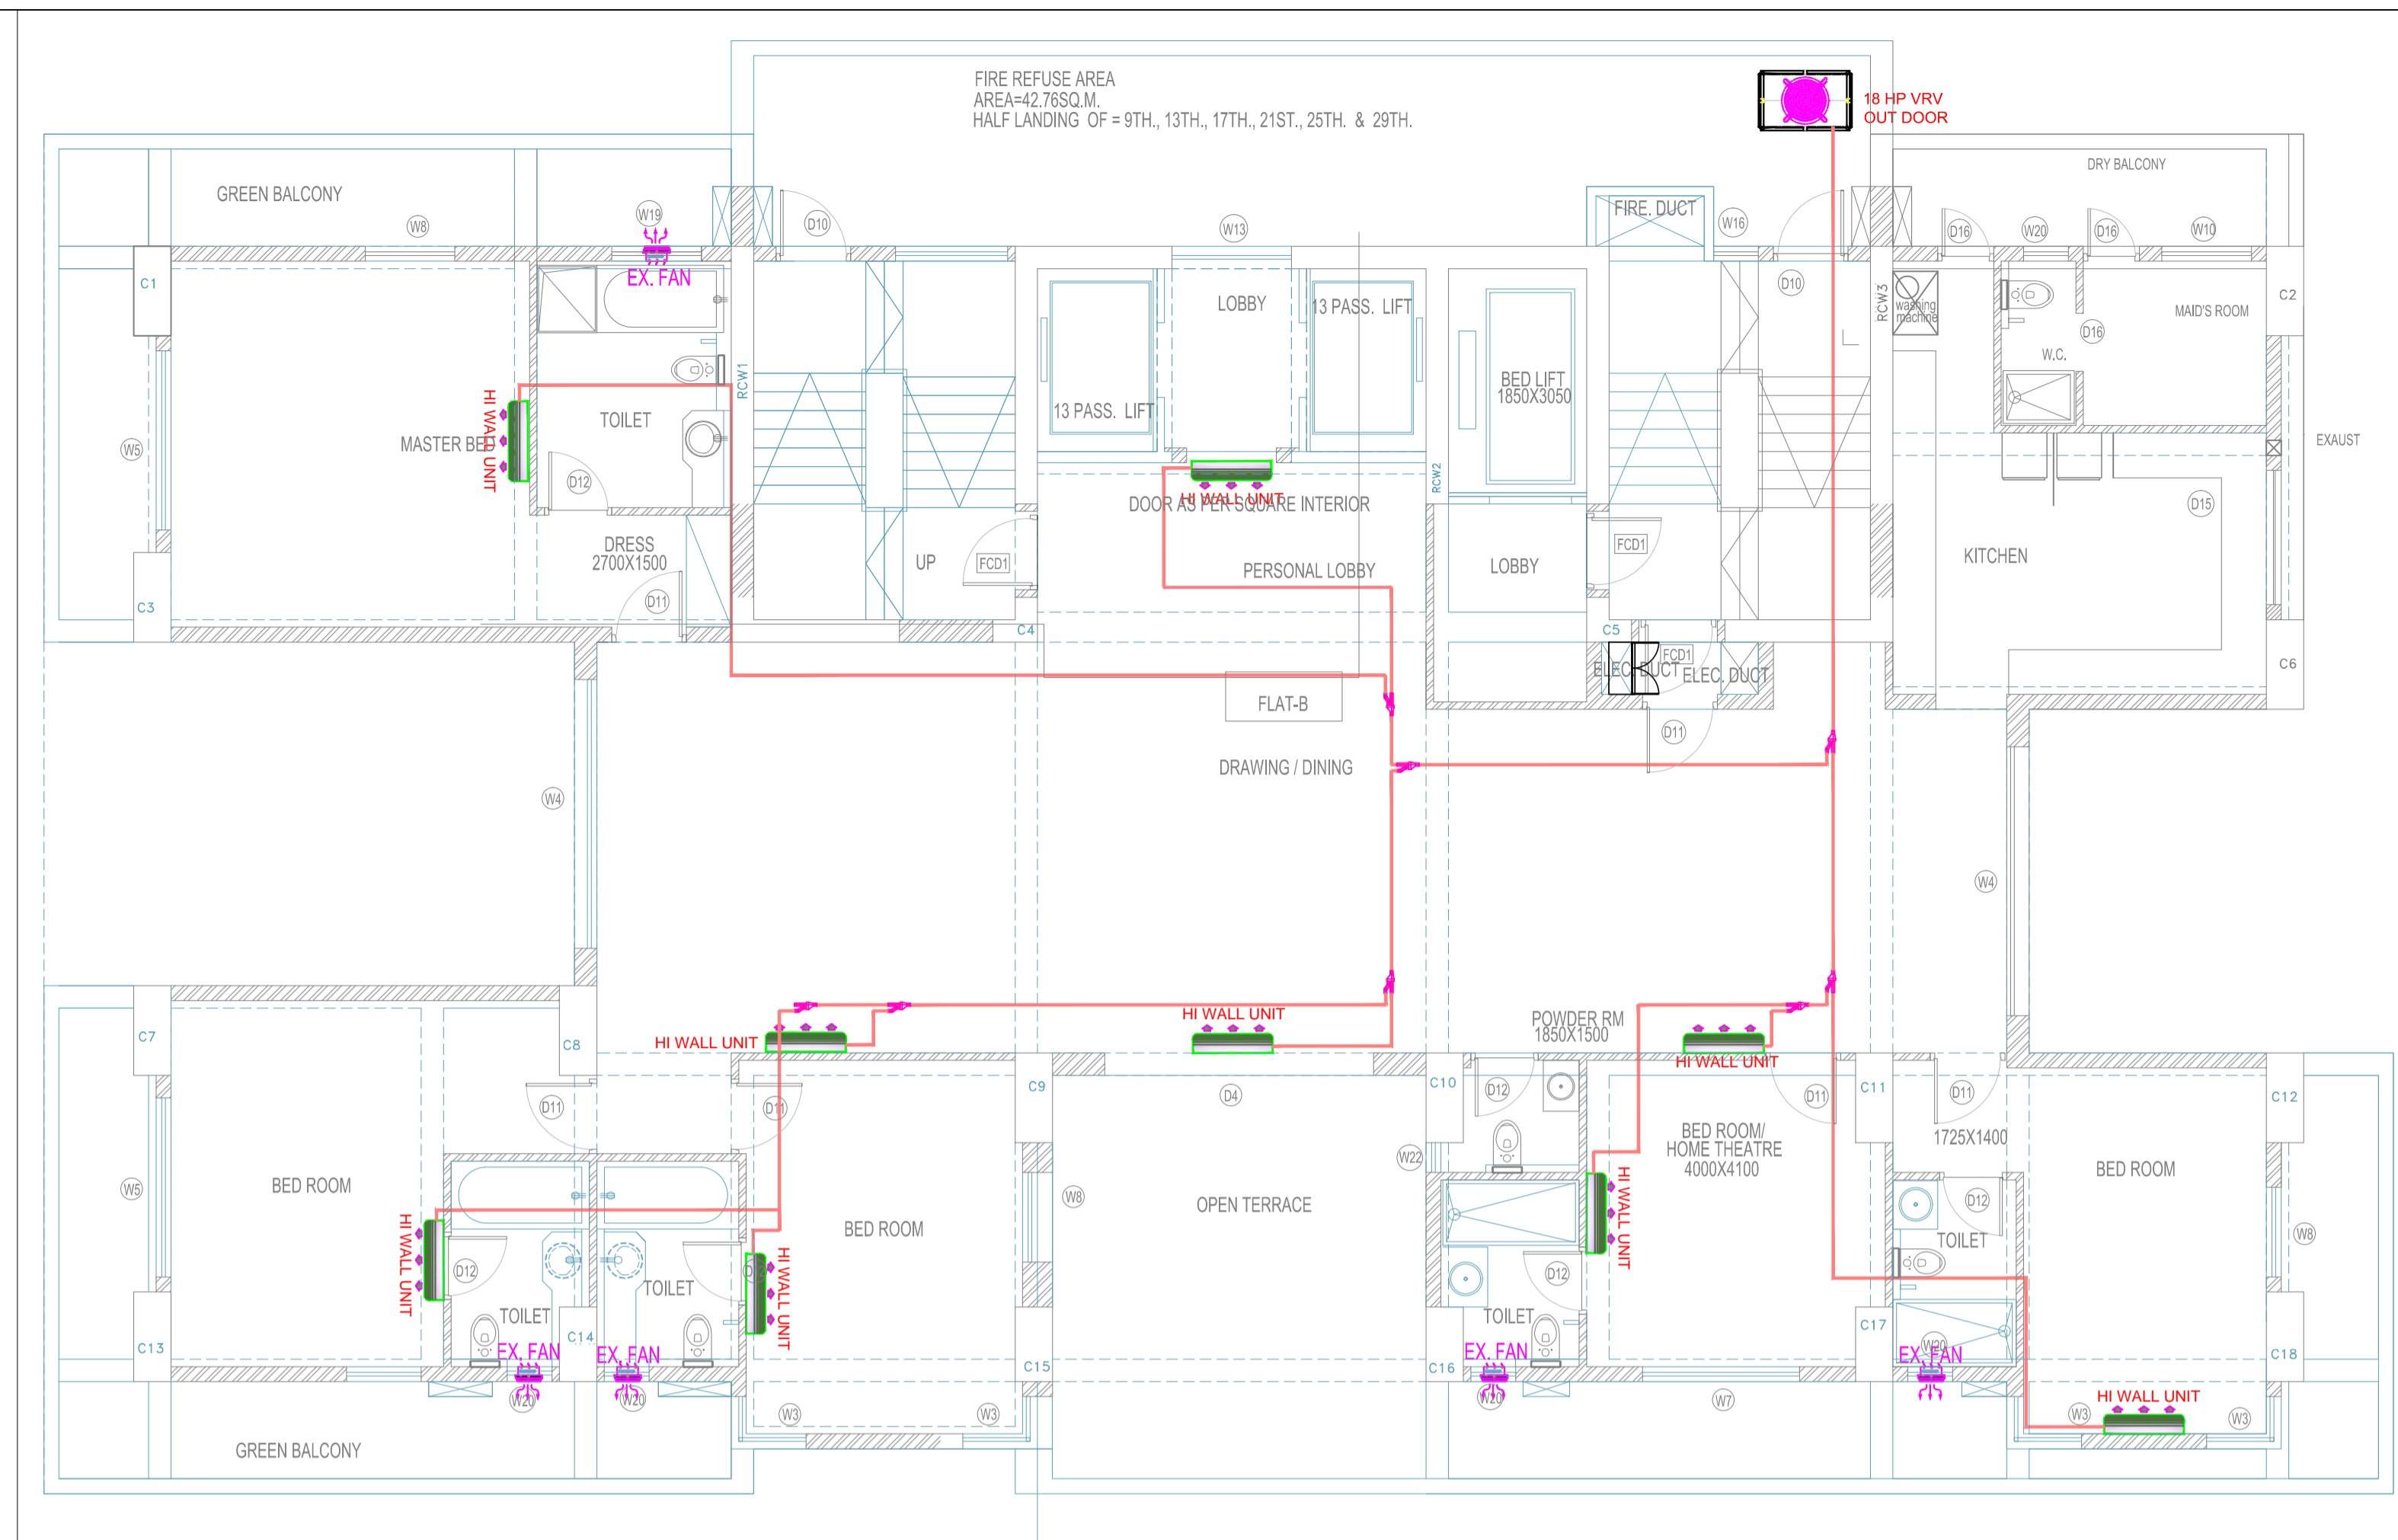 FIRE REFUSE AREA
AREA=42.76SQ.M.
HALF LANDING OF = 9TH., 13TH., 17TH., 21ST., 25TH. & 29TH.
18 HP VRV
OUT DOOR
DRY BALCONY
GREEN BALCONY
W8
W19
D10
W13
FIRE. DUCT
W16
D16
W20
D16
W10
EX. FAN
C1
LOBBY
13 PASS. LIFT
D10
RCW3
washing
machine
C2
MAID'S ROOM
D16
W.C.
RCW1
BED LIFT
1850X3050
13 PASS. LIFT
TOILET
HI WALL UNIT
MASTER BED
W5
EXAUST
D12
RCW2
HI WALL UNIT
DOOR AS PER SQUARE INTERIOR
D15
DRESS
2700X1500
UP
FCD1
PERSONAL LOBBY
LOBBY
FCD1
KITCHEN
C3
D11
C4
C5
FCD1
ELEC. DUCT
ELEC. DUCT
C6
FLAT-B
D11
DRAWING / DINING
W4
W4
HI WALL UNIT
HI WALL UNIT
POWDER RM
1850X1500
HI WALL UNIT
C7
C8
C9
C10
C11
C12
D11
D11
D4
D12
D11
D11
BED ROOM/
HOME THEATRE
4000X4100
1725X1400
W5
BED ROOM
W8
W22
BED ROOM
OPEN TERRACE
D12
BED ROOM
HI WALL UNIT
HI WALL UNIT
HI WALL UNIT
W8
D12
TOILET
D12
TOILET
TOILET
TOILET
C13
C14
C15
C16
C17
C18
EX. FAN
EX. FAN
EX. FAN
W20
EX. FAN
W20
W20
W20
W3
W3
W7
HI WALL UNIT
W3
W3
GREEN BALCONY